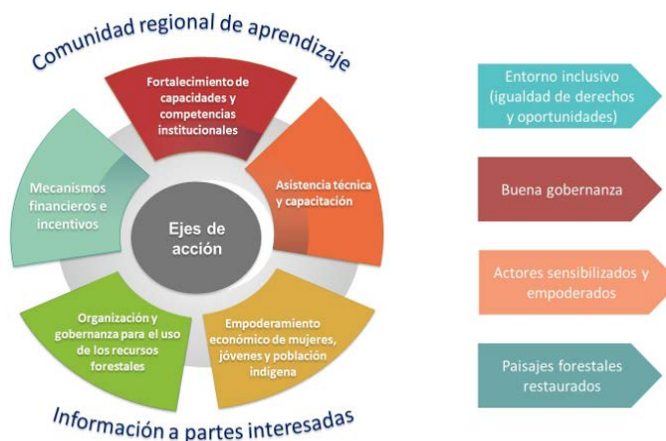 Comunidad regional de aprendizaje
Fortalecimiento de
capacidades y
competencias
institucionales
Mecanismos
financieros e
incentivos
Asistencia técnica
y capacitación
Ejes de
acción
Organización y
gobernanza para el uso
de los recursos
forestales
Empoderamiento
económico de mujeres,
jóvenes y población
indígena
Información a partes interesadas
Entorno inclusivo
(igualdad de derechos
y oportunidades)
Buena gobernanza
Actores sensibilizados y
empoderados
Paisajes forestales
restaurados